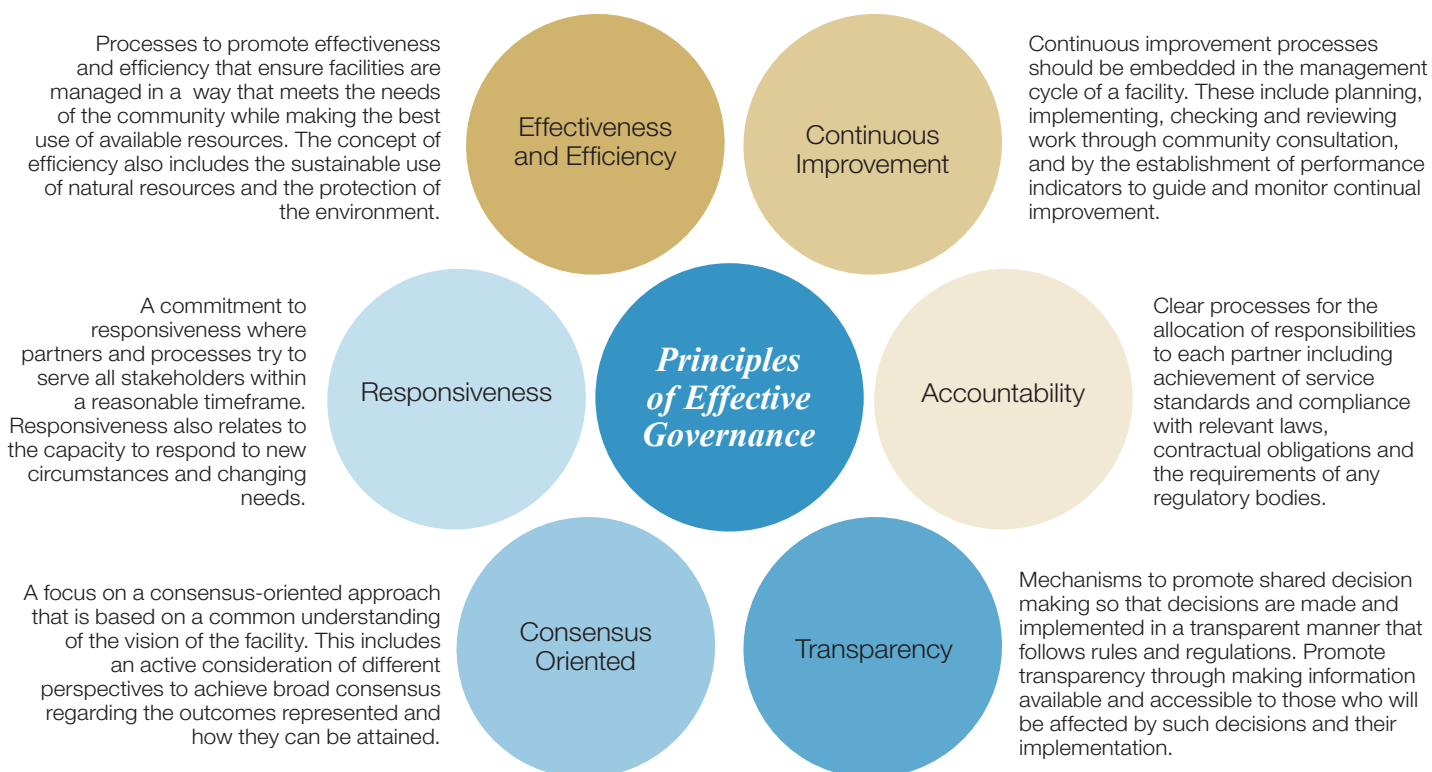 Processes to promote effectiveness
and efficiency that ensure facilities are
managed in a way that meets the needs
of the community while making the best
use of available resources. The concept of
efficiency also includes the sustainable use
of natural resources and the protection of
the environment.
Effectiveness
and Efficiency
Continuous
Improvement
Continuous improvement processes
should be embedded in the management
cycle of a facility. These include planning,
implementing, checking and reviewing
work through community consultation,
and by the establishment of performance
indicators to guide and monitor continual
improvement.
A commitment to
responsiveness where
partners and processes try to
serve all stakeholders within
a reasonable timeframe.
Responsiveness also relates to
the capacity to respond to new
circumstances and changing
needs.
Responsiveness
Principles
of Effective
Governance
Accountability
Clear processes for the
allocation of responsibilities
to each partner including
achievement of service
standards and compliance
with relevant laws,
contractual obligations and
the requirements of any
regulatory bodies.
A focus on a consensus-oriented approach
that is based on a common understanding
of the vision of the facility. This includes
an active consideration of different
perspectives to achieve broad consensus
regarding the outcomes represented and
how they can be attained.
Consensus
Oriented
Transparency
Mechanisms to promote shared decision
making so that decisions are made and
implemented in a transparent manner that
follows rules and regulations. Promote
transparency through making information
available and accessible to those who will
be affected by such decisions and their
implementation.